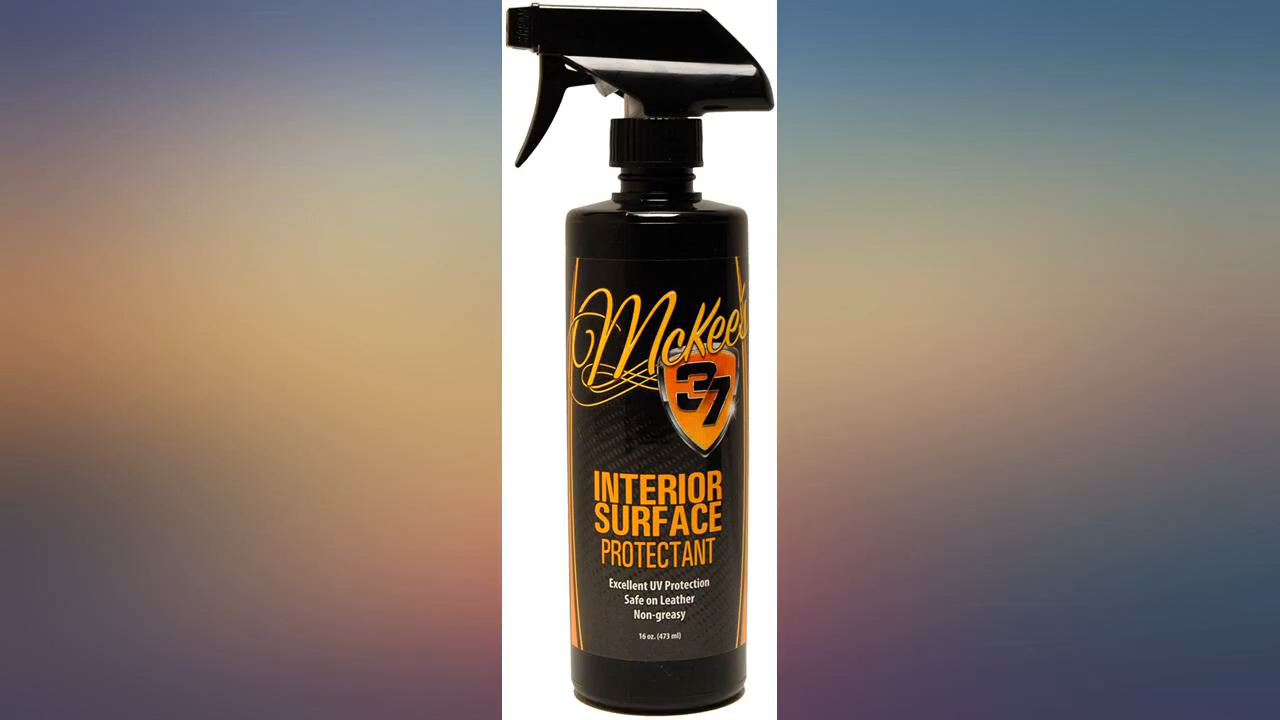 McKee's
37
INTERIOR
SURFACE
PROTECTANT
Excellent UV Protection
Safe on Leather
Non-greasy
16 oz. (473 ml)